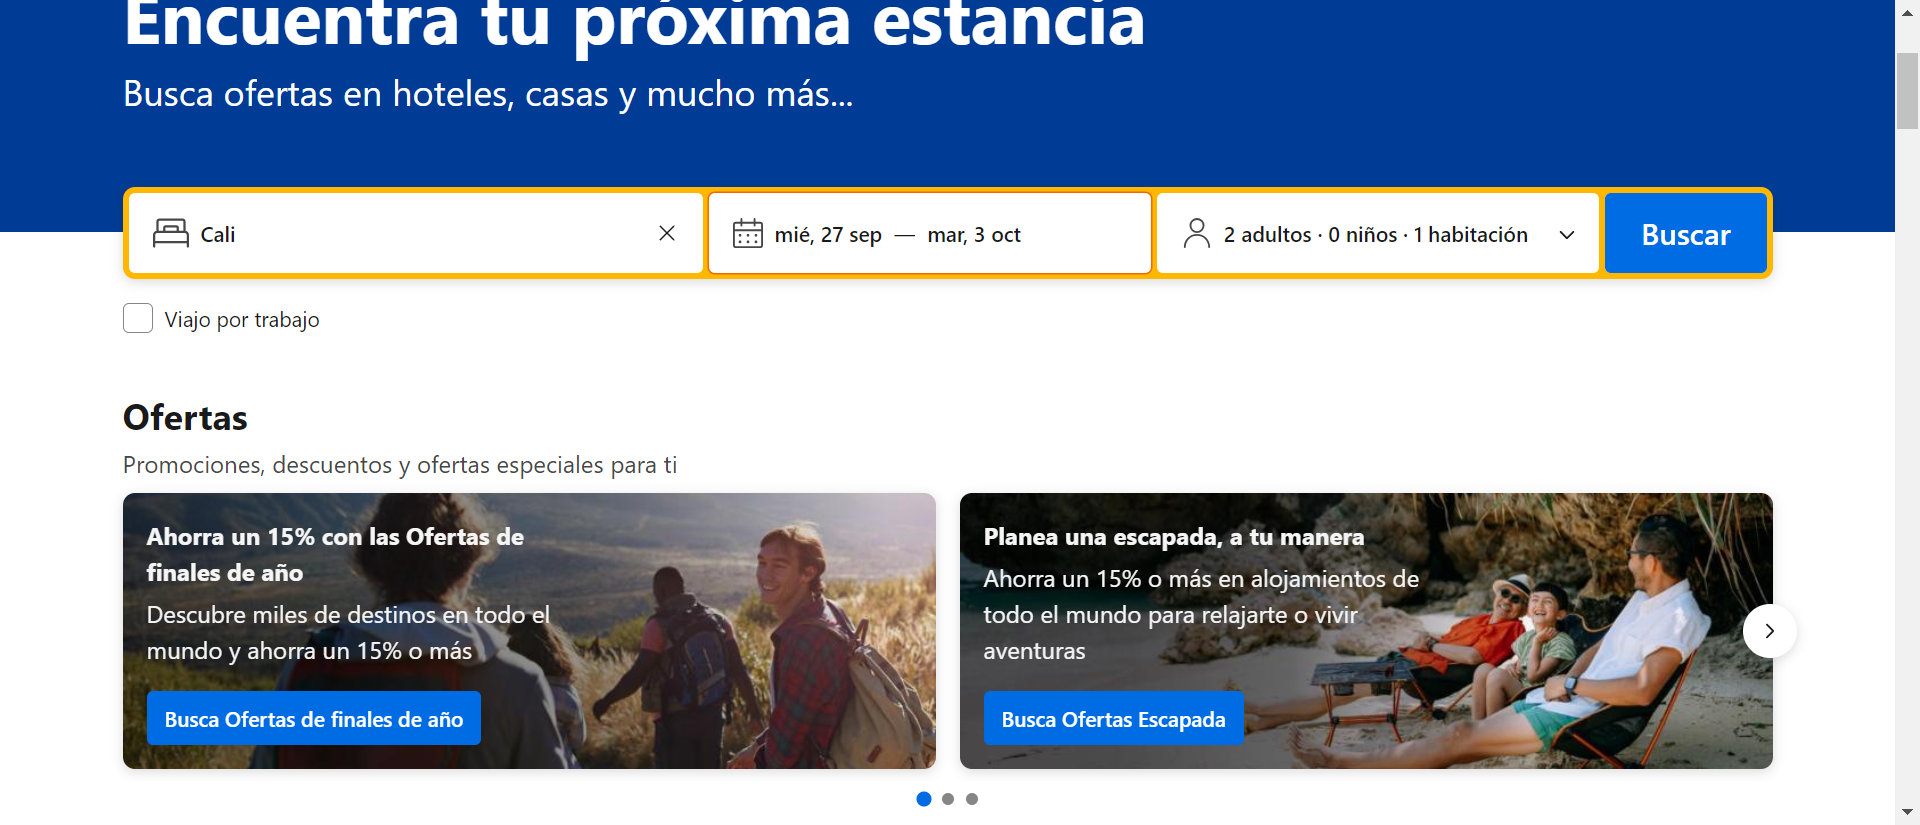 Encuentra tu próxima estancia
Busca ofertas en hoteles, casas y mucho más...
Cali
mié, 27 sep — mar, 3 oct
2 adultos · 0 niños · 1 habitación
Buscar
Viajo por trabajo
Ofertas
Promociones, descuentos y ofertas especiales para ti
Ahorra un 15% con las Ofertas de
finales de año
Descubre miles de destinos en todo el
mundo y ahorra un 15% o más
Busca Ofertas de finales de año
Planea una escapada, a tu manera
Ahorra un 15% o más en alojamientos de
todo el mundo para relajarte o vivir
aventuras
Busca Ofertas Escapada